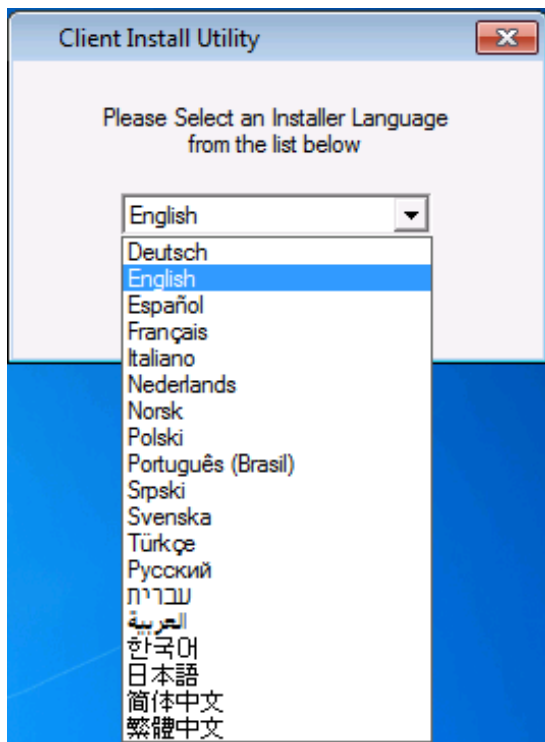 Client Install Utility
Please Select an Installer Language
from the list below
English
Deutsch
English
Español
Français
Italiano
Nederlands
Norsk
Polski
Português (Brasil)
Srpski
Svenska
Türkçe
Русский
עברית
العربية
한국어
日本語
简体中文
繁體中文